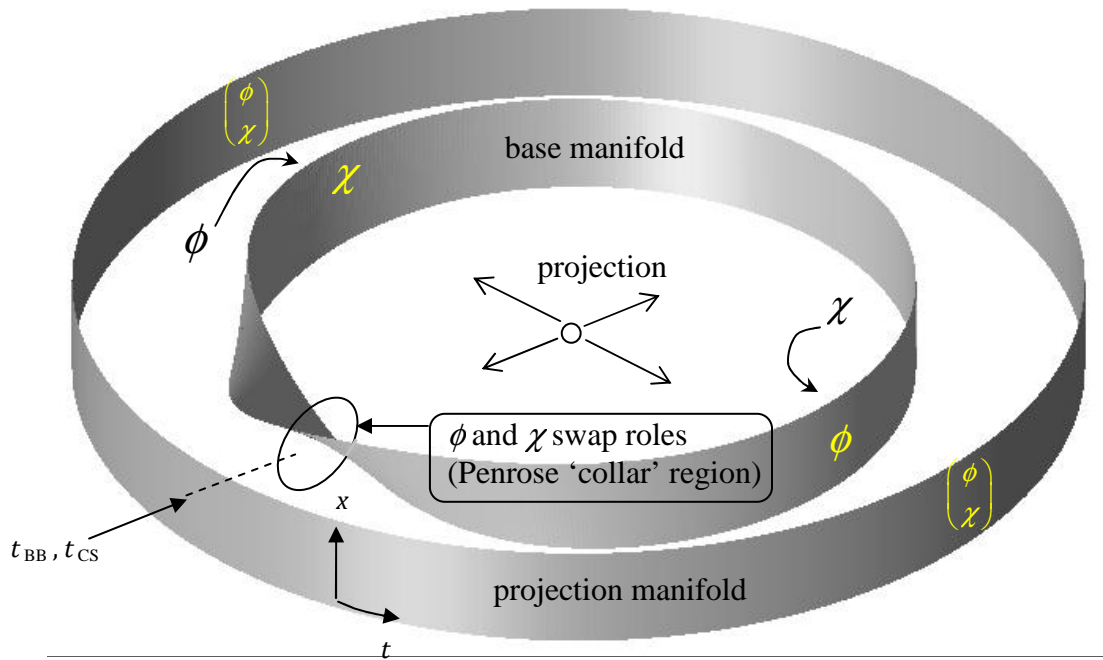 (ϕ
χ)
base manifold
χ
ϕ
projection
χ
ϕ and χ swap roles
(Penrose ‘collar’ region)
ϕ
(ϕ
χ)
x
t_BB , t_CS
projection manifold
t